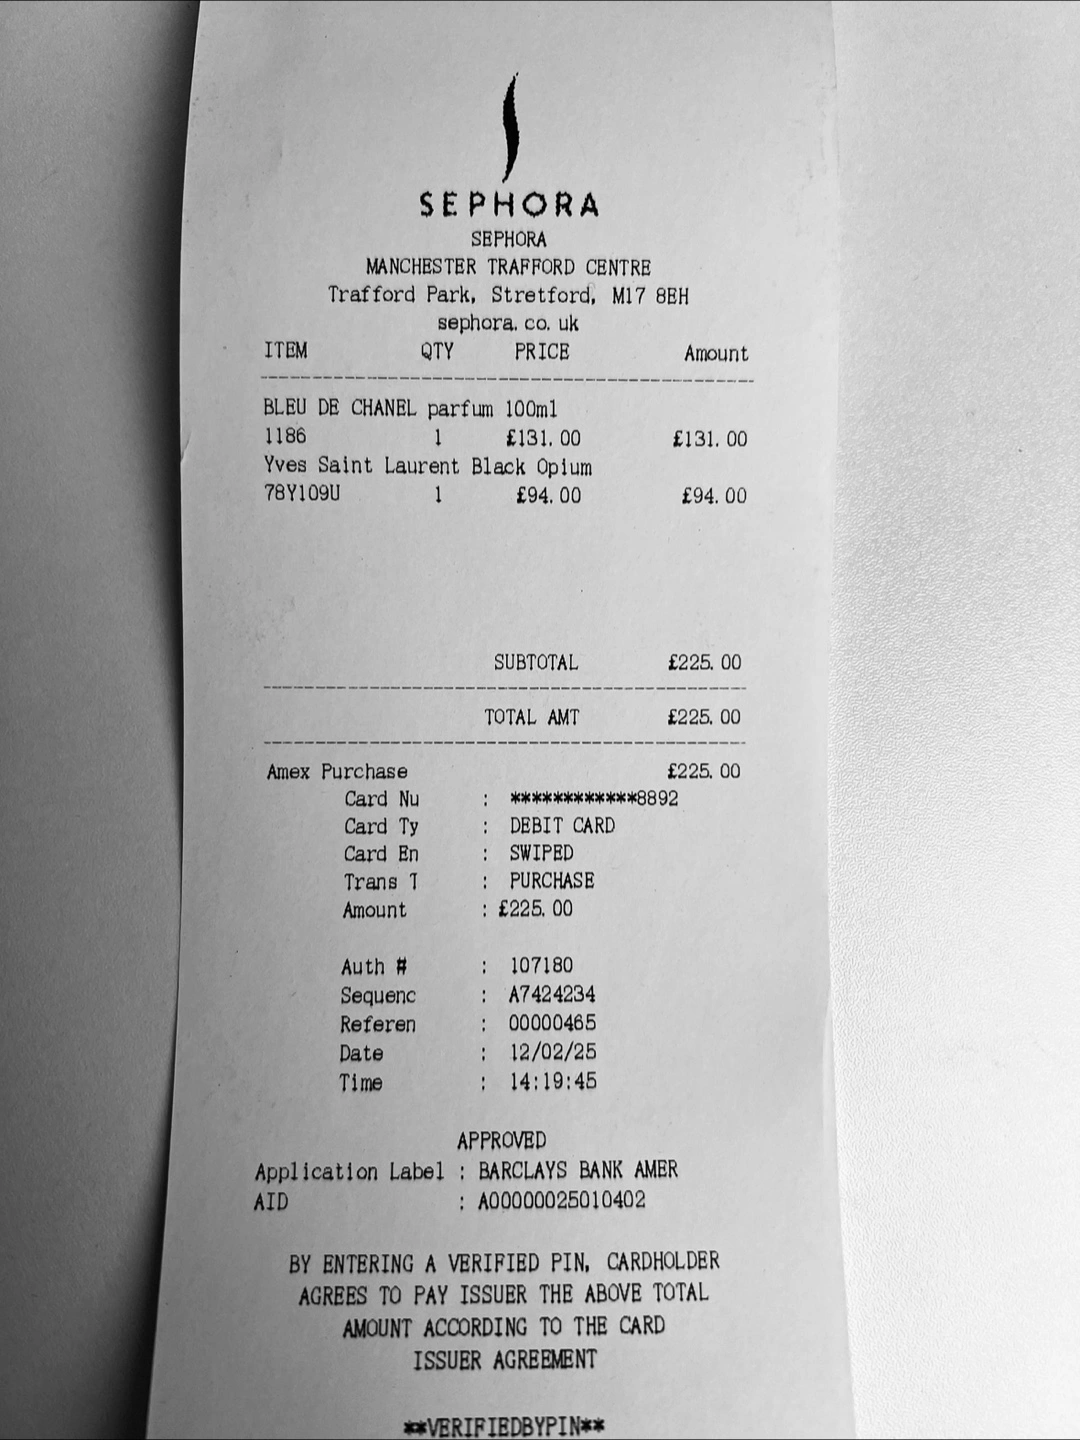 SEPHORA
SEPHORA
MANCHESTER TRAFFORD CENTRE
Trafford Park, Stretford, M17 8EH
sephora.co.uk
ITEM QTY PRICE Amount
BLEU DE CHANEL parfum 100ml
1186 1 £131.00 £131.00
Yves Saint Laurent Black Opium
78Y109U 1 £94.00 £94.00
SUBTOTAL £225.00
TOTAL AMT £225.00
Amex Purchase £225.00
Card Nu : ************8892
Card Ty : DEBIT CARD
Card En : SWIPED
Trans T : PURCHASE
Amount : £225.00
Auth # : 107180
Sequenc : A7424234
Referen : 00000465
Date : 12/02/25
Time : 14:19:45
APPROVED
Application Label : BARCLAYS BANK AMER
AID : A00000025010402
BY ENTERING A VERIFIED PIN, CARDHOLDER
AGREES TO PAY ISSUER THE ABOVE TOTAL
AMOUNT ACCORDING TO THE CARD
ISSUER AGREEMENT
**VERIFIEDBYPIN**